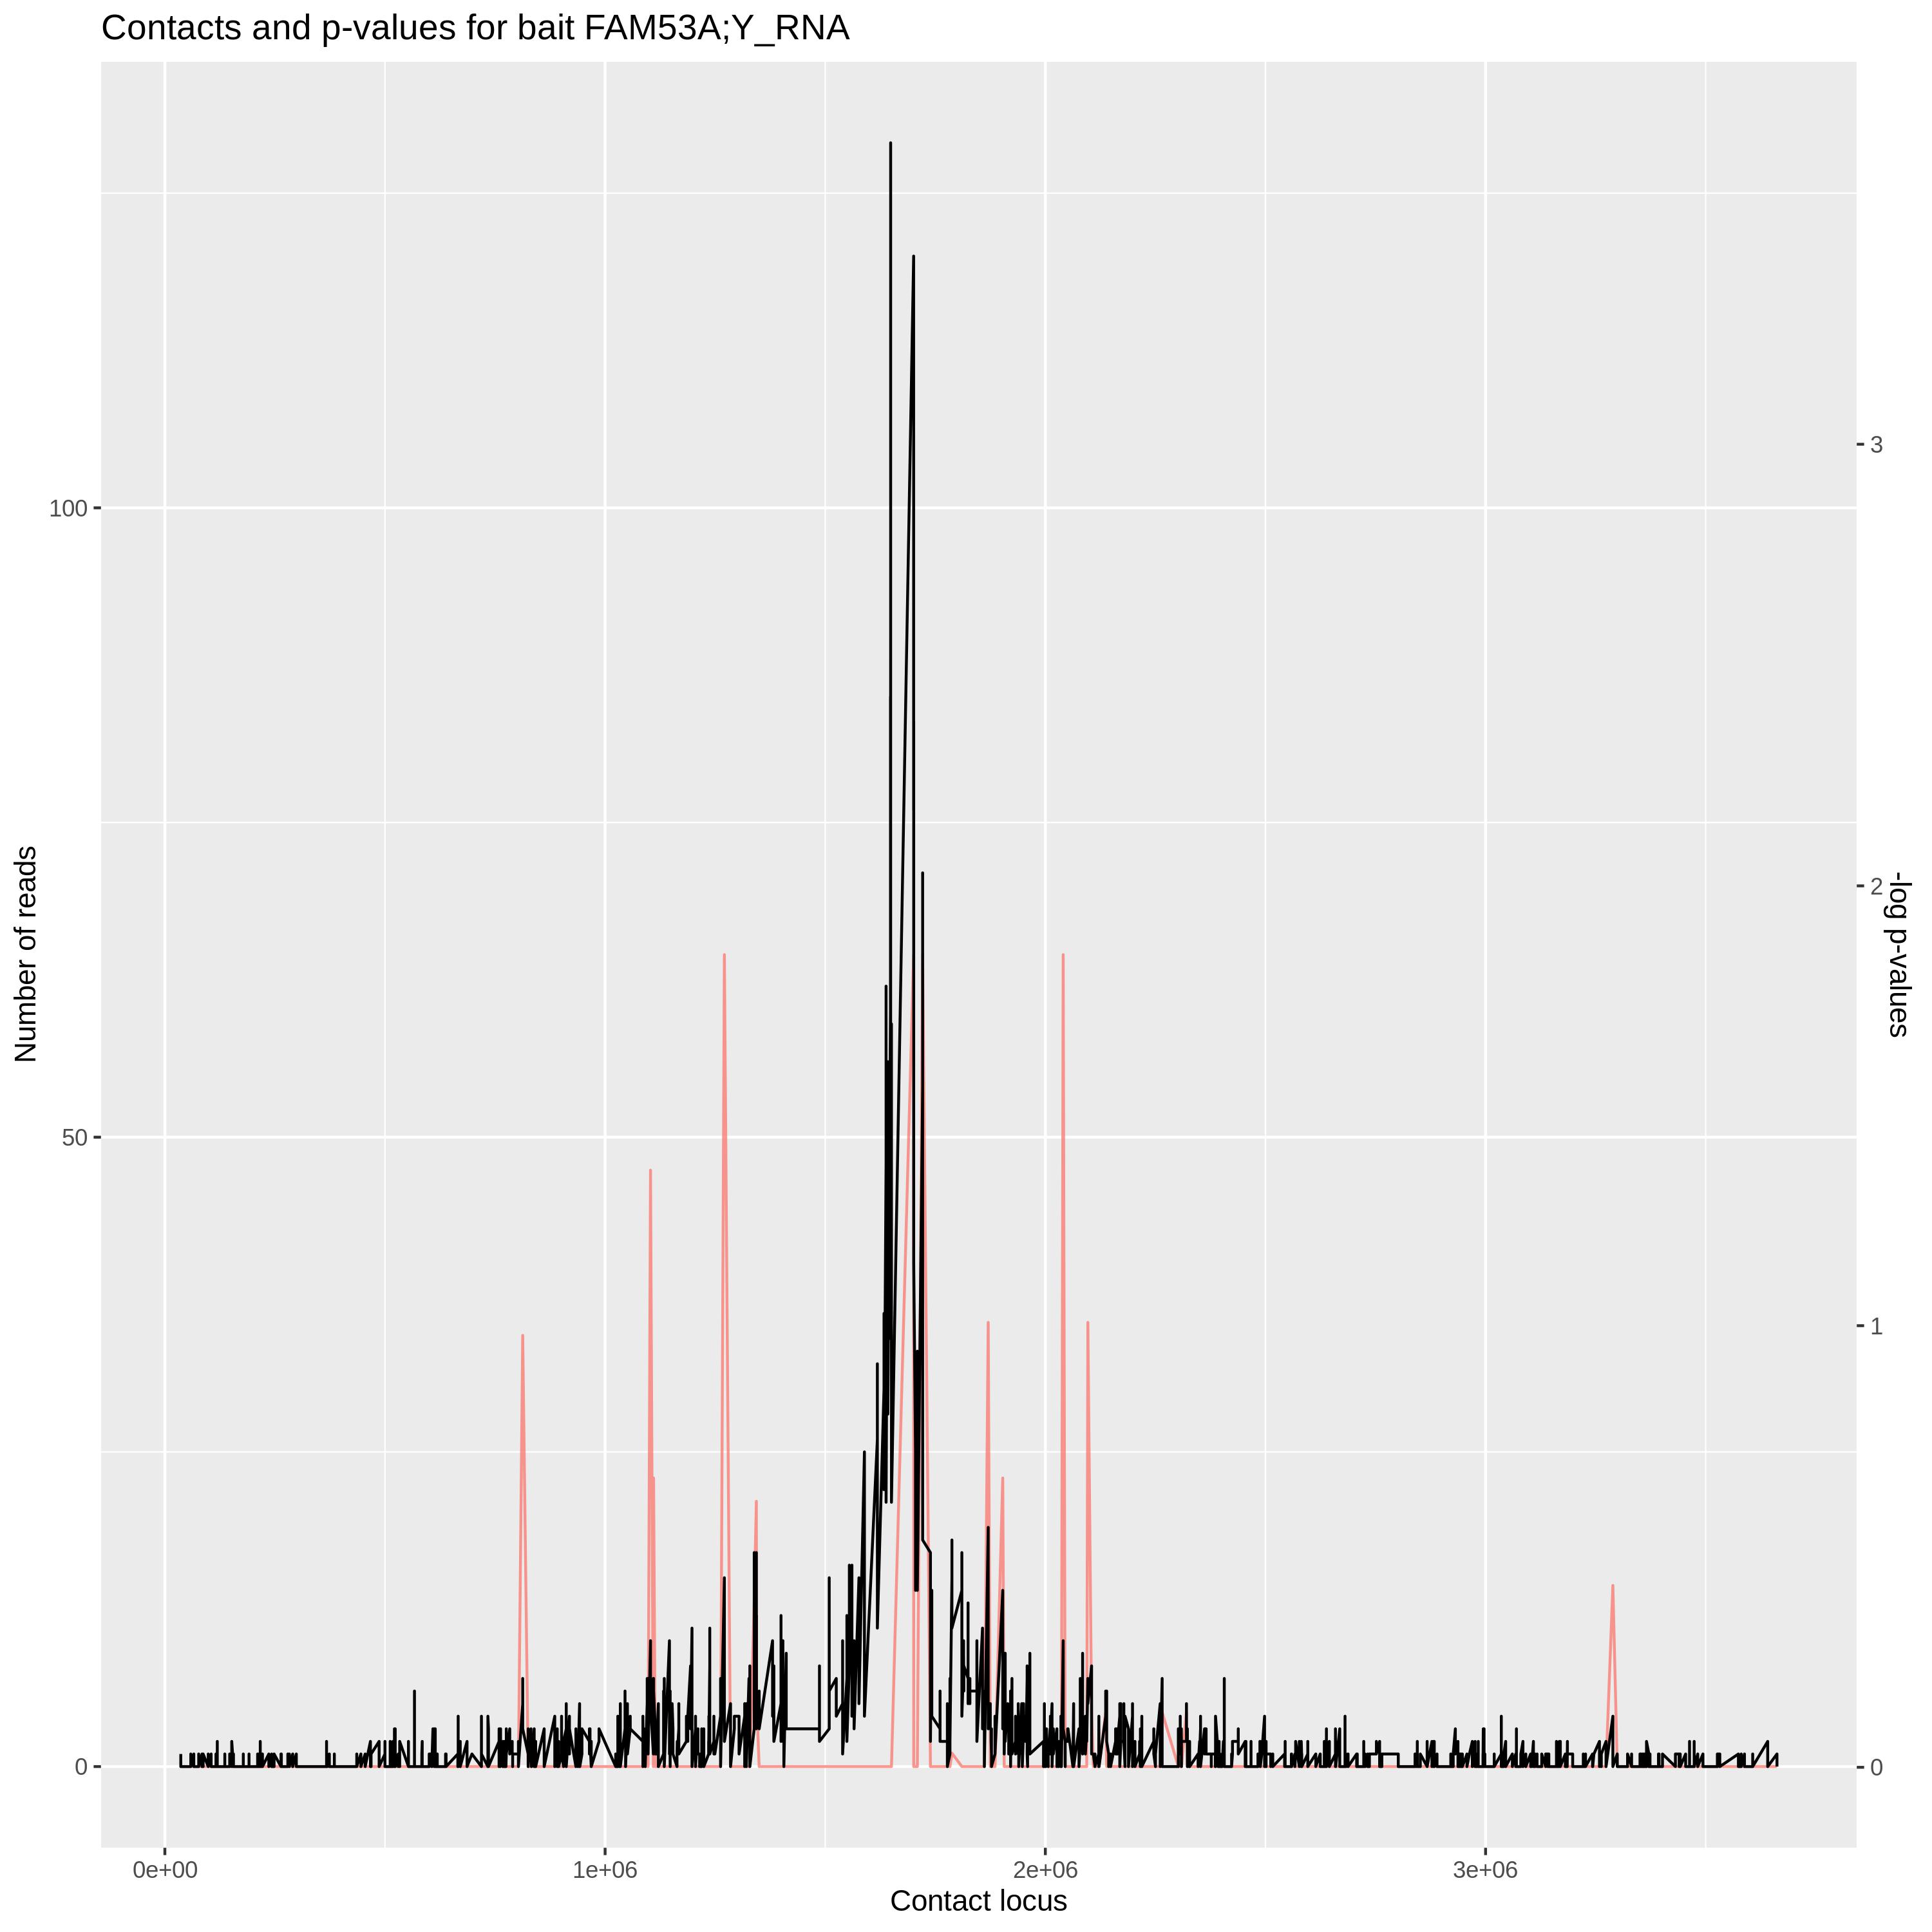 Contacts and p-values for bait FAM53A;Y_RNA
Number of reads
100
50
0
3
2
1
0
-log p-values
0e+00 1e+06 2e+06 3e+06
Contact locus